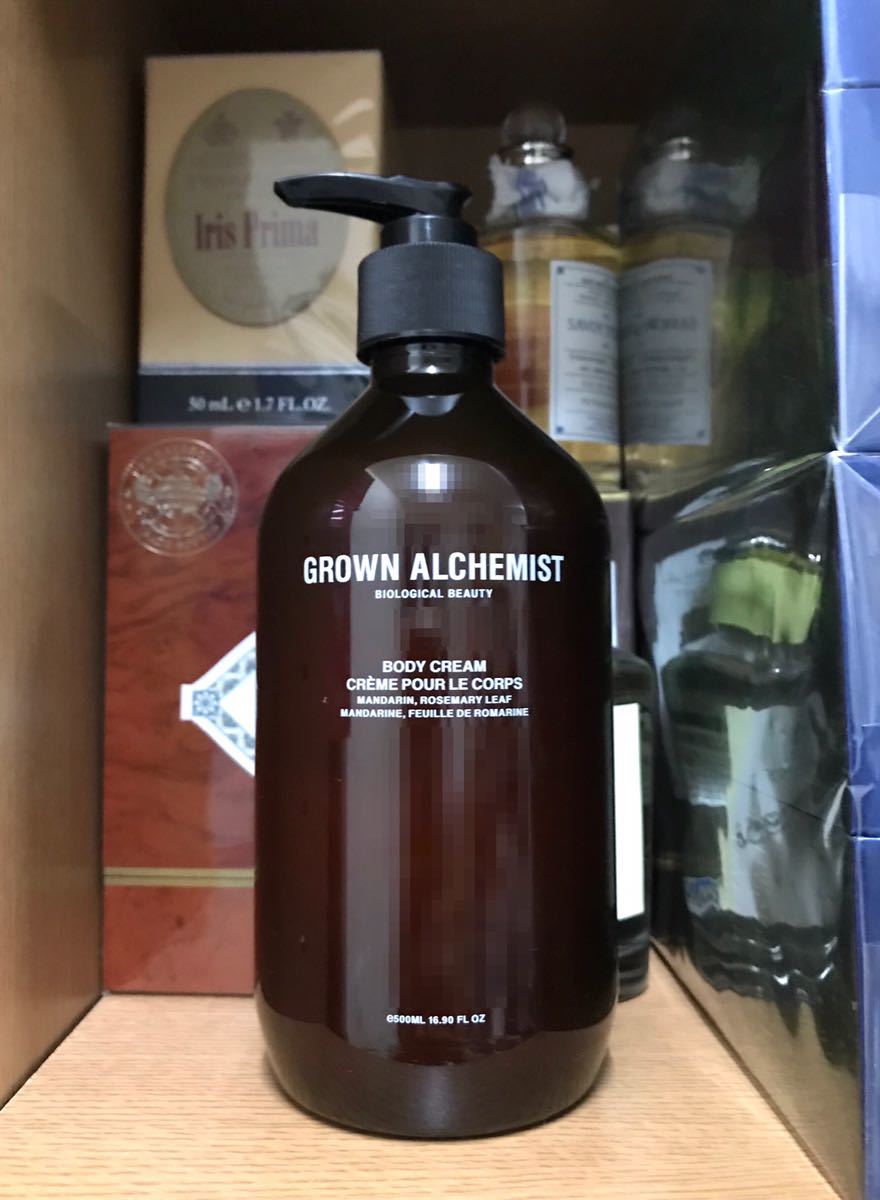 Iris Prima
50 mL e 1.7 FL.OZ.
GROWN ALCHEMIST
BIOLOGICAL BEAUTY
BODY CREAM
CRÈME POUR LE CORPS
MANDARIN, ROSEMARY LEAF
MANDARINE, FEUILLE DE ROMARINE
e500ML 16.90 FL OZ